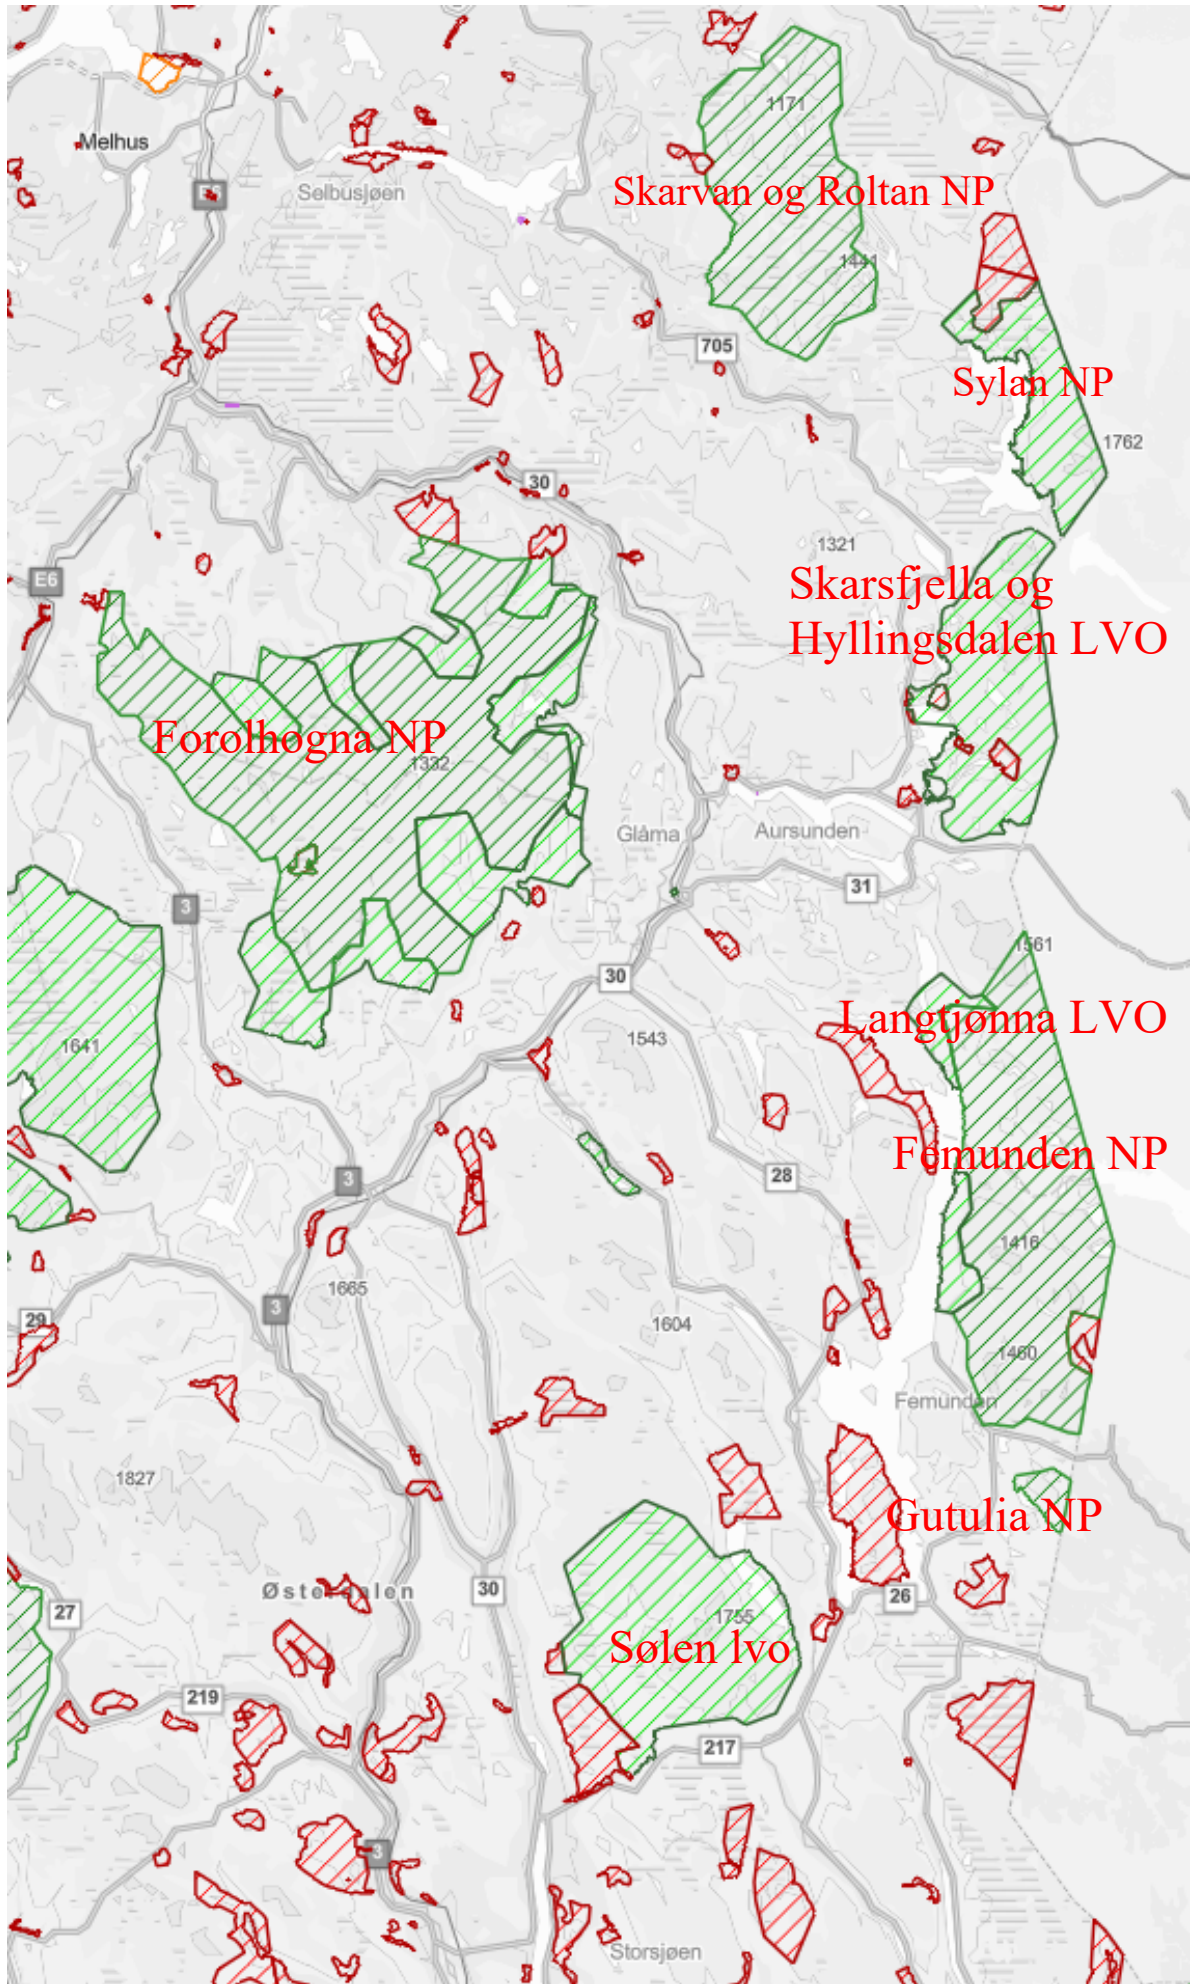 1171
Melhus
Selbusjøen
Skarvan og Roltan NP
1441
705
Sylan NP
1762
30
1321
E6
Skarsfjella og
Hyllingsdalen LVO
Forolhogna NP
1332
Glåma
Aursunden
31
3
1561
30
Langtjønna LVO
1543
1641
Femunden NP
28
3
1416
1665
3
29
1604
1460
Femunden
1827
Gutulia NP
Østerdalen
30
26
27
1755
Sølen lvo
219
217
3
Storsjøen